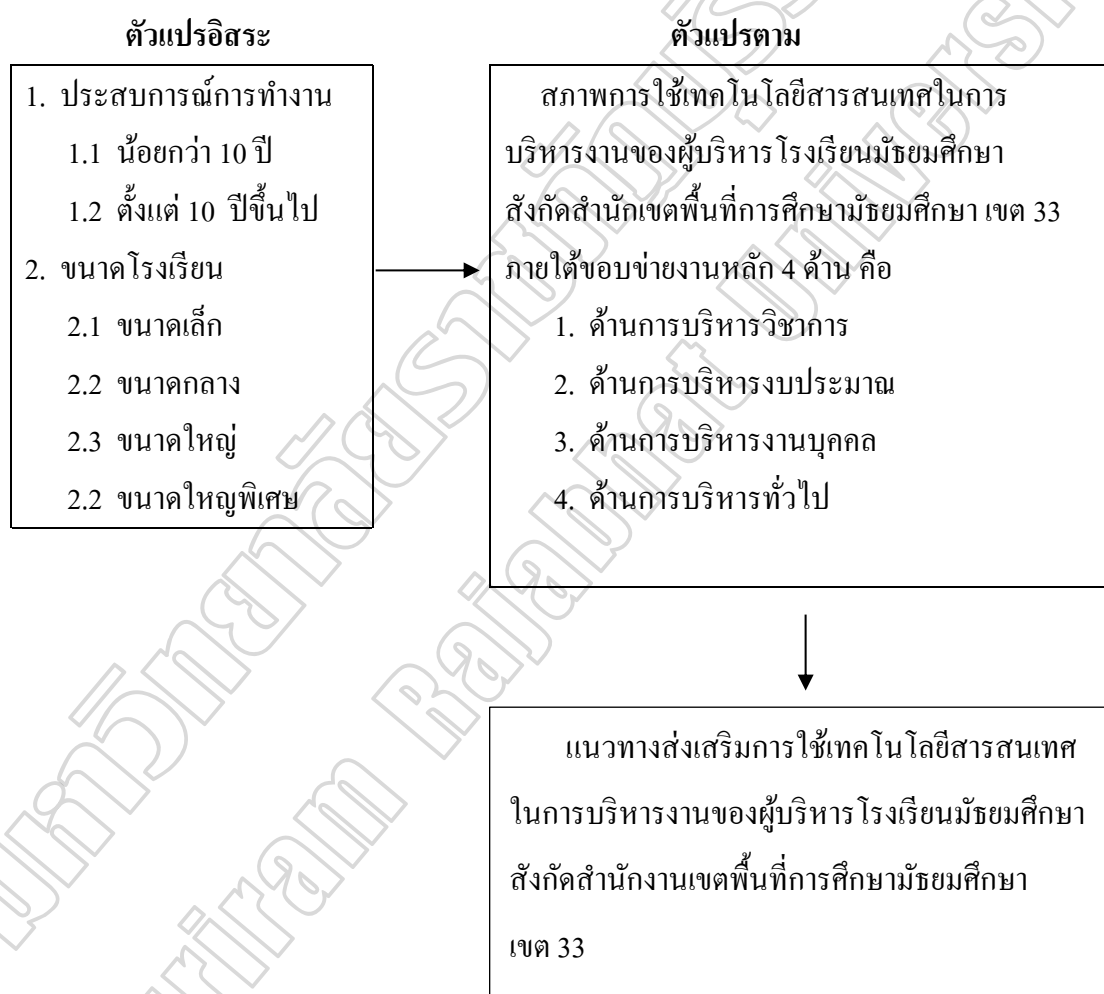 ตัวแปรอิสระ
1. ประสบการณ์การทำงาน
1.1 น้อยกว่า 10 ปี
1.2 ตั้งแต่ 10 ปีขึ้นไป
2. ขนาดโรงเรียน
2.1 ขนาดเล็ก
2.2 ขนาดกลาง
2.3 ขนาดใหญ่
2.2 ขนาดใหญพิเศษ
ตัวแปรตาม
สภาพการใช้เทคโนโลยีสารสนเทศในการ
บริหารงานของผู้บริหารโรงเรียนมัธยมศึกษา
สังกัดสำนักเขตพื้นที่การศึกษามัธยมศึกษา เขต 33
ภายใต้ขอบข่ายงานหลัก 4 ด้าน คือ
1. ด้านการบริหารวิชาการ
2. ด้านการบริหารงบประมาณ
3. ด้านการบริหารงานบุคคล
4. ด้านการบริหารทั่วไป
แนวทางส่งเสริมการใช้เทคโนโลยีสารสนเทศ
ในการบริหารงานของผู้บริหารโรงเรียนมัธยมศึกษา
สังกัดสำนักงานเขตพื้นที่การศึกษามัธยมศึกษา
เขต 33